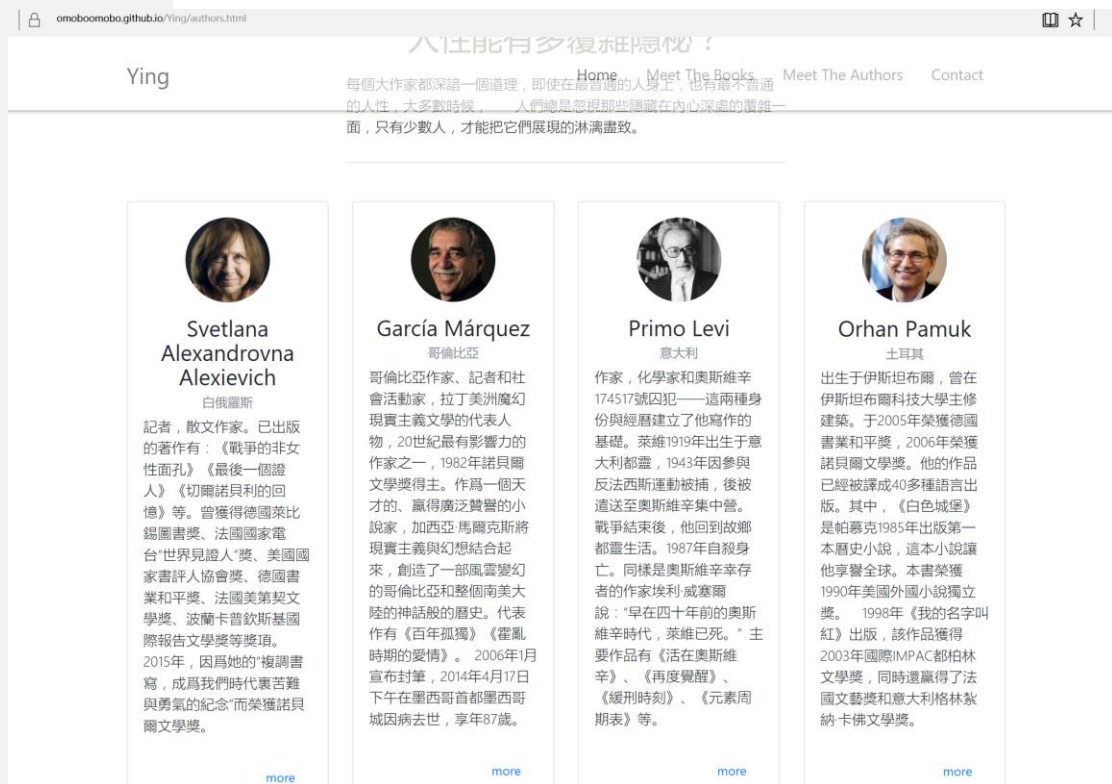 omoboomobo.github.io/Ying/authors.html
人性能有多覆雜隱秘?
Ying
Home
Meet The Books
Meet The Authors
Contact
每個大作家都深諳一個道理,即使在最普通的人身上,也有最不普通
的人性,大多數時候, 人們總是忽視那些隱藏在內心深處的覆雜一
面,只有少數人,才能把它們展現的淋漓盡致。
Svetlana
Alexandrovna
Alexievich
白俄羅斯
記者,散文作家。已出版
的著作有:《戰爭的非女
性面孔》《最後一個證
人》《切爾諾貝利的回
憶》等。曾獲得德國萊比
錫圖書獎、法國國家電
台"世界見證人"獎、美國國
家書評人協會獎、德國書
業和平獎、法國美第契文
學獎、波蘭卡普欽斯基國
際報告文學獎等獎項。
2015年,因爲她的"複調書
寫,成爲我們時代裏苦難
與勇氣的紀念"而榮獲諾貝
爾文學獎。
more
García Márquez
哥倫比亞
哥倫比亞作家、記者和社
會活動家,拉丁美洲魔幻
現實主義文學的代表人
物,20世紀最有影響力的
作家之一,1982年諾貝爾
文學獎得主。作爲一個天
才的、贏得廣泛贊譽的小
說家,加西亞·馬爾克斯將
現實主義與幻想結合起
來,創造了一部風雲變幻
的哥倫比亞和整個南美大
陸的神話般的曆史。代表
作有《百年孤獨》《霍亂
時期的愛情》。 2006年1月
宣布封筆,2014年4月17日
下午在墨西哥首都墨西哥
城因病去世,享年87歲。
more
Primo Levi
意大利
作家,化學家和奧斯維辛
174517號囚犯——這兩種身
份與經曆建立了他寫作的
基礎。萊維1919年出生于意
大利都靈,1943年因參與
反法西斯運動被捕,後被
遣送至奧斯維辛集中營。
戰爭結束後,他回到故鄉
都靈生活。1987年自殺身
亡。同樣是奧斯維辛幸存
者的作家埃利·威塞爾
說:"早在四十年前的奧斯
維辛時代,萊維已死。" 主
要作品有《活在奧斯維
辛》、《再度覺醒》、
《緩刑時刻》、《元素周
期表》等。
more
Orhan Pamuk
土耳其
出生于伊斯坦布爾,曾在
伊斯坦布爾科技大學主修
建築。于2005年榮獲德國
書業和平獎,2006年榮獲
諾貝爾文學獎。他的作品
已經被譯成40多種語言出
版。其中,《白色城堡》
是帕慕克1985年出版第一
本曆史小說,這本小說讓
他享譽全球。本書榮獲
1990年美國外國小說獨立
獎。 1998年《我的名字叫
紅》出版,該作品獲得
2003年國際IMPAC都柏林
文學獎,同時還贏得了法
國文藝獎和意大利格林紮
納·卡佛文學獎。
more